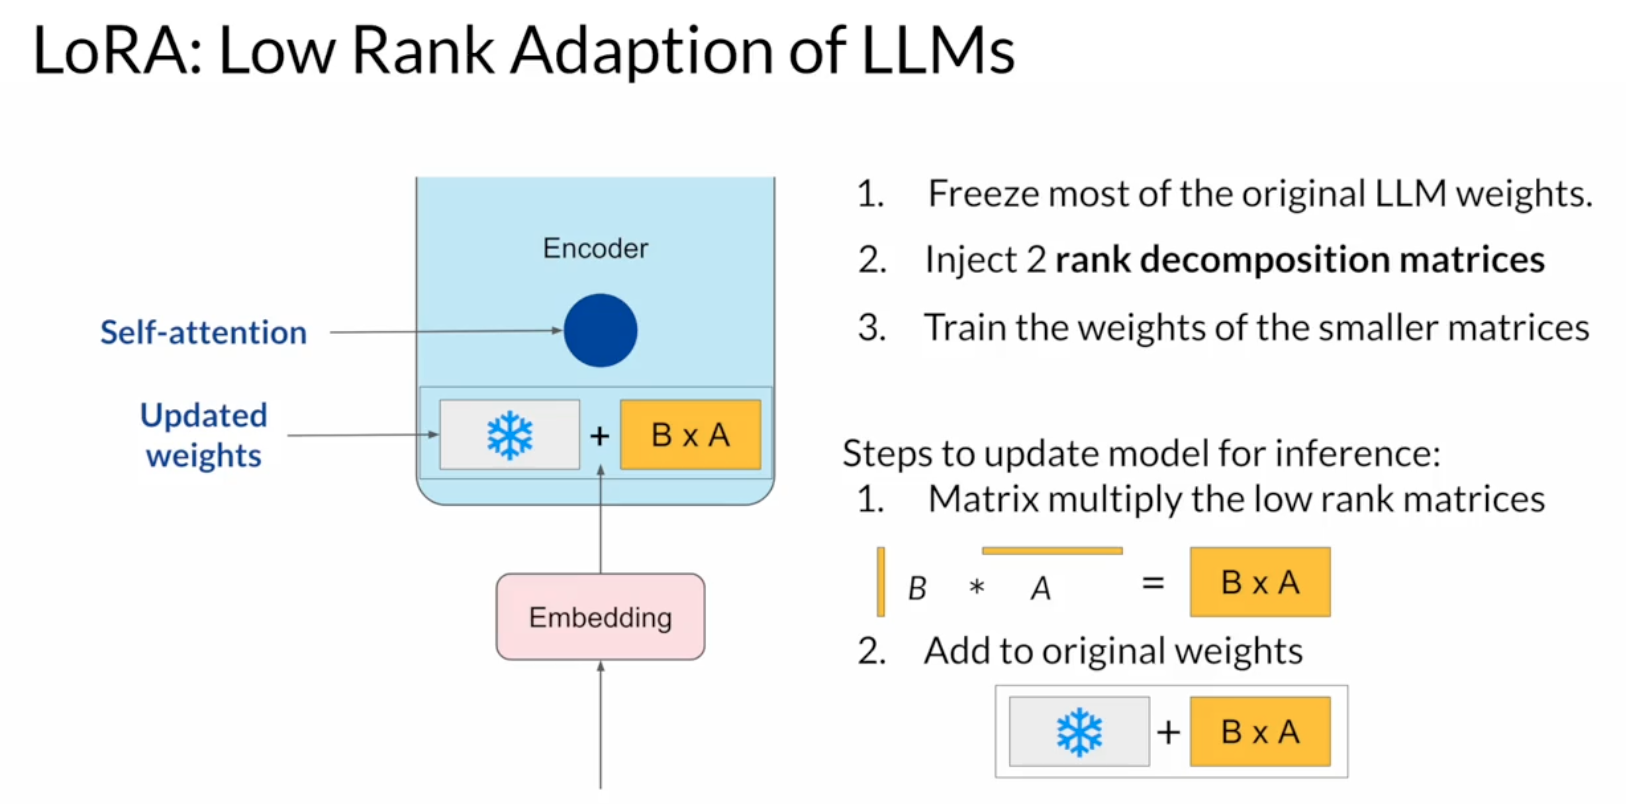 LoRA: Low Rank Adaption of LLMs
Encoder
Self-attention
Updated
weights
+
B x A
Embedding
1. Freeze most of the original LLM weights.
2. Inject 2 rank decomposition matrices
3. Train the weights of the smaller matrices
Steps to update model for inference:
1. Matrix multiply the low rank matrices
B * A = B x A
2. Add to original weights
+ B x A